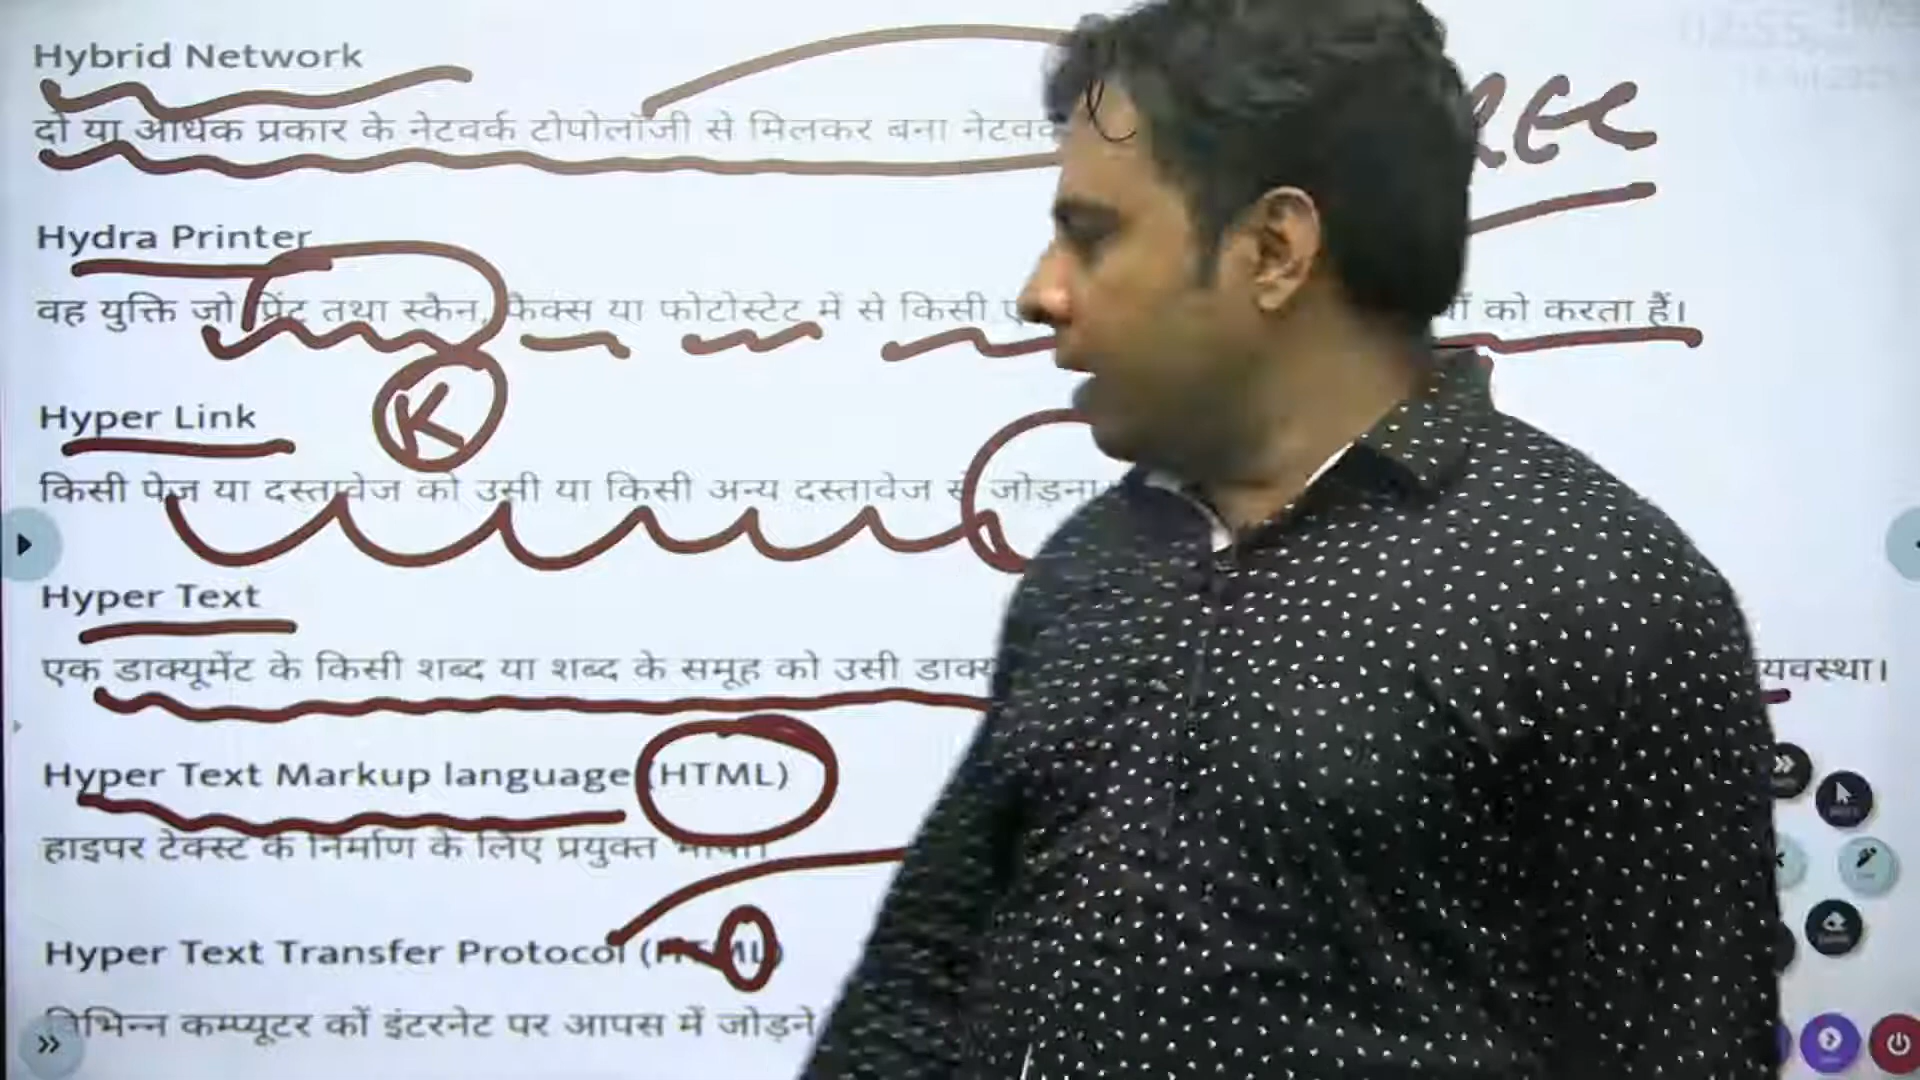 Hybrid Network
REC
दो या अधिक प्रकार के नेटवर्क टोपोलॉजी से मिलकर बना
Hydra Printer
वह युक्ति जो प्रिंट तथा स्कैन, फैक्स या फोटोस्टेट में से किसी को करता हैं।
Hyper Link
K
किसी पेज या दस्तावेज को उसी या किसी अन्य दस्तावेज से जोड़ना
Hyper Text
एक डाक्यूमेंट के किसी शब्द या शब्द के समूह को उसी
Hyper Text Markup language (HTML)
हाइपर टेक्स्ट के निर्माण के लिए प्रयुक्त भाषा।
Hyper Text Transfer Protocol
विभिन्न कम्प्यूटर कों इंटरनेट पर आपस में जोड़ने